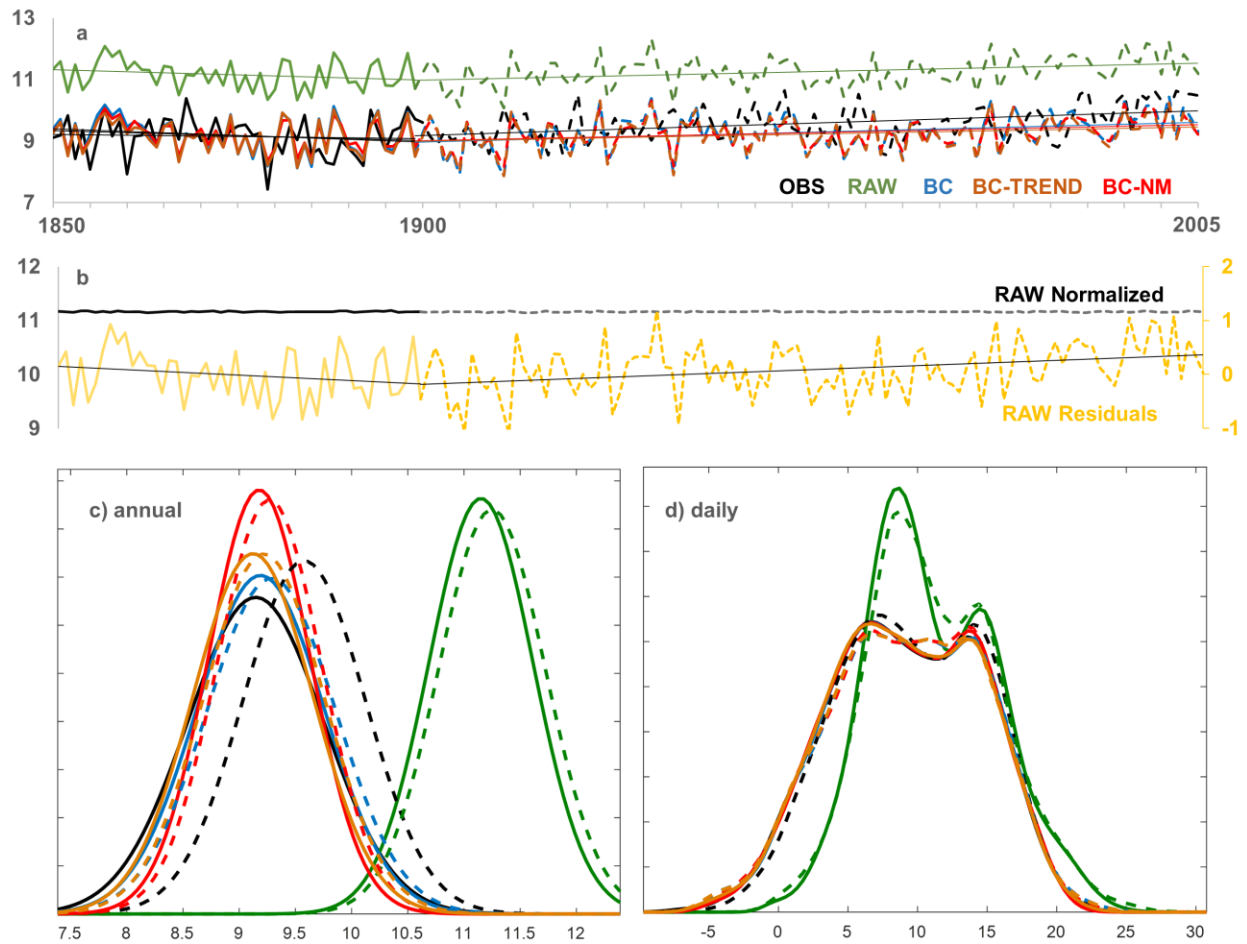 13
a
11
9
7
OBS RAW BC BC-TREND BC-NM
1850 1900 2005
12 2
b
RAW Normalized
11 1
10 0
RAW Residuals
9 -1
c) annual
d) daily
7.5 8 8.5 9 9.5 10 10.5 11 11.5 12
-5 0 5 10 15 20 25 30